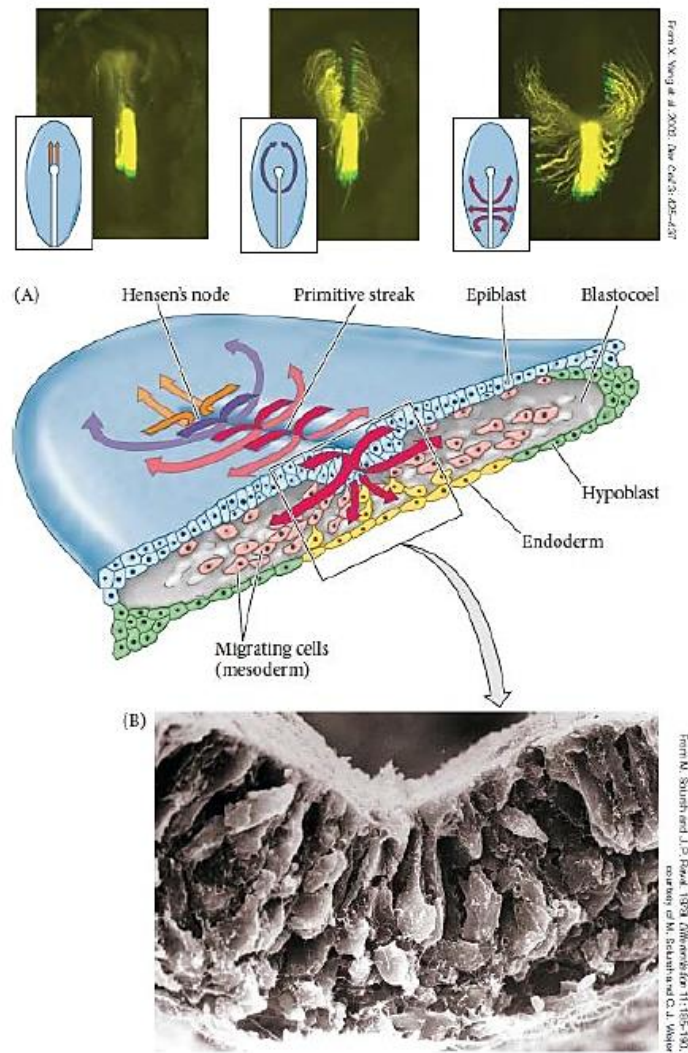 From X. Yang et al. 2002. Dev Cell 3: 425–437
(A)
Hensen's node
Primitive streak
Epiblast
Blastocoel
Hypoblast
Endoderm
Migrating cells
(mesoderm)
(B)
From M. Solursh and J. P. Revel. 1978. Differentiation 11: 185–190,
courtesy of M. Solursh and C. J.